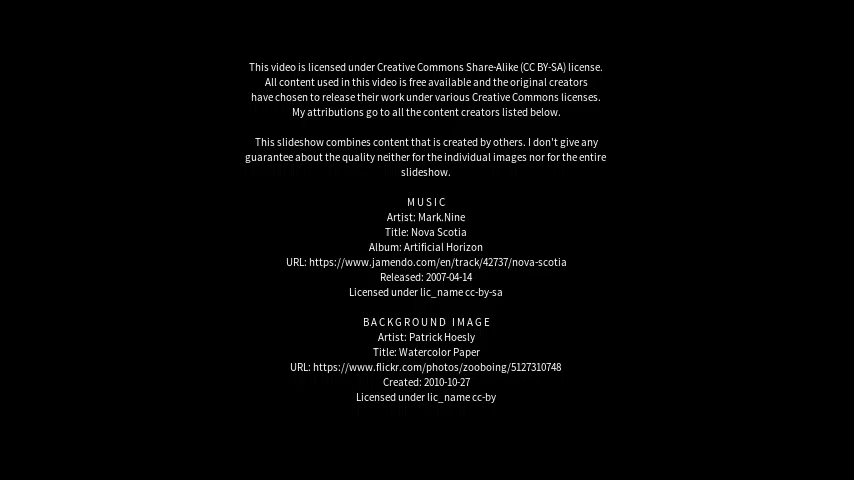 This video is licensed under Creative Commons Share-Alike (CC BY-SA) license.
All content used in this video is free available and the original creators
have chosen to release their work under various Creative Commons licenses.
My attributions go to all the content creators listed below.
This slideshow combines content that is created by others. I don't give any
guarantee about the quality neither for the individual images nor for the entire
slideshow.
MUSIC
Artist: Mark.Nine
Title: Nova Scotia
Album: Artificial Horizon
URL: https://www.jamendo.com/en/track/42737/nova-scotia
Released: 2007-04-14
Licensed under lic_name cc-by-sa
BACKGROUND IMAGE
Artist: Patrick Hoesly
Title: Watercolor Paper
URL: https://www.flickr.com/photos/zooboing/5127310748
Created: 2010-10-27
Licensed under lic_name cc-by